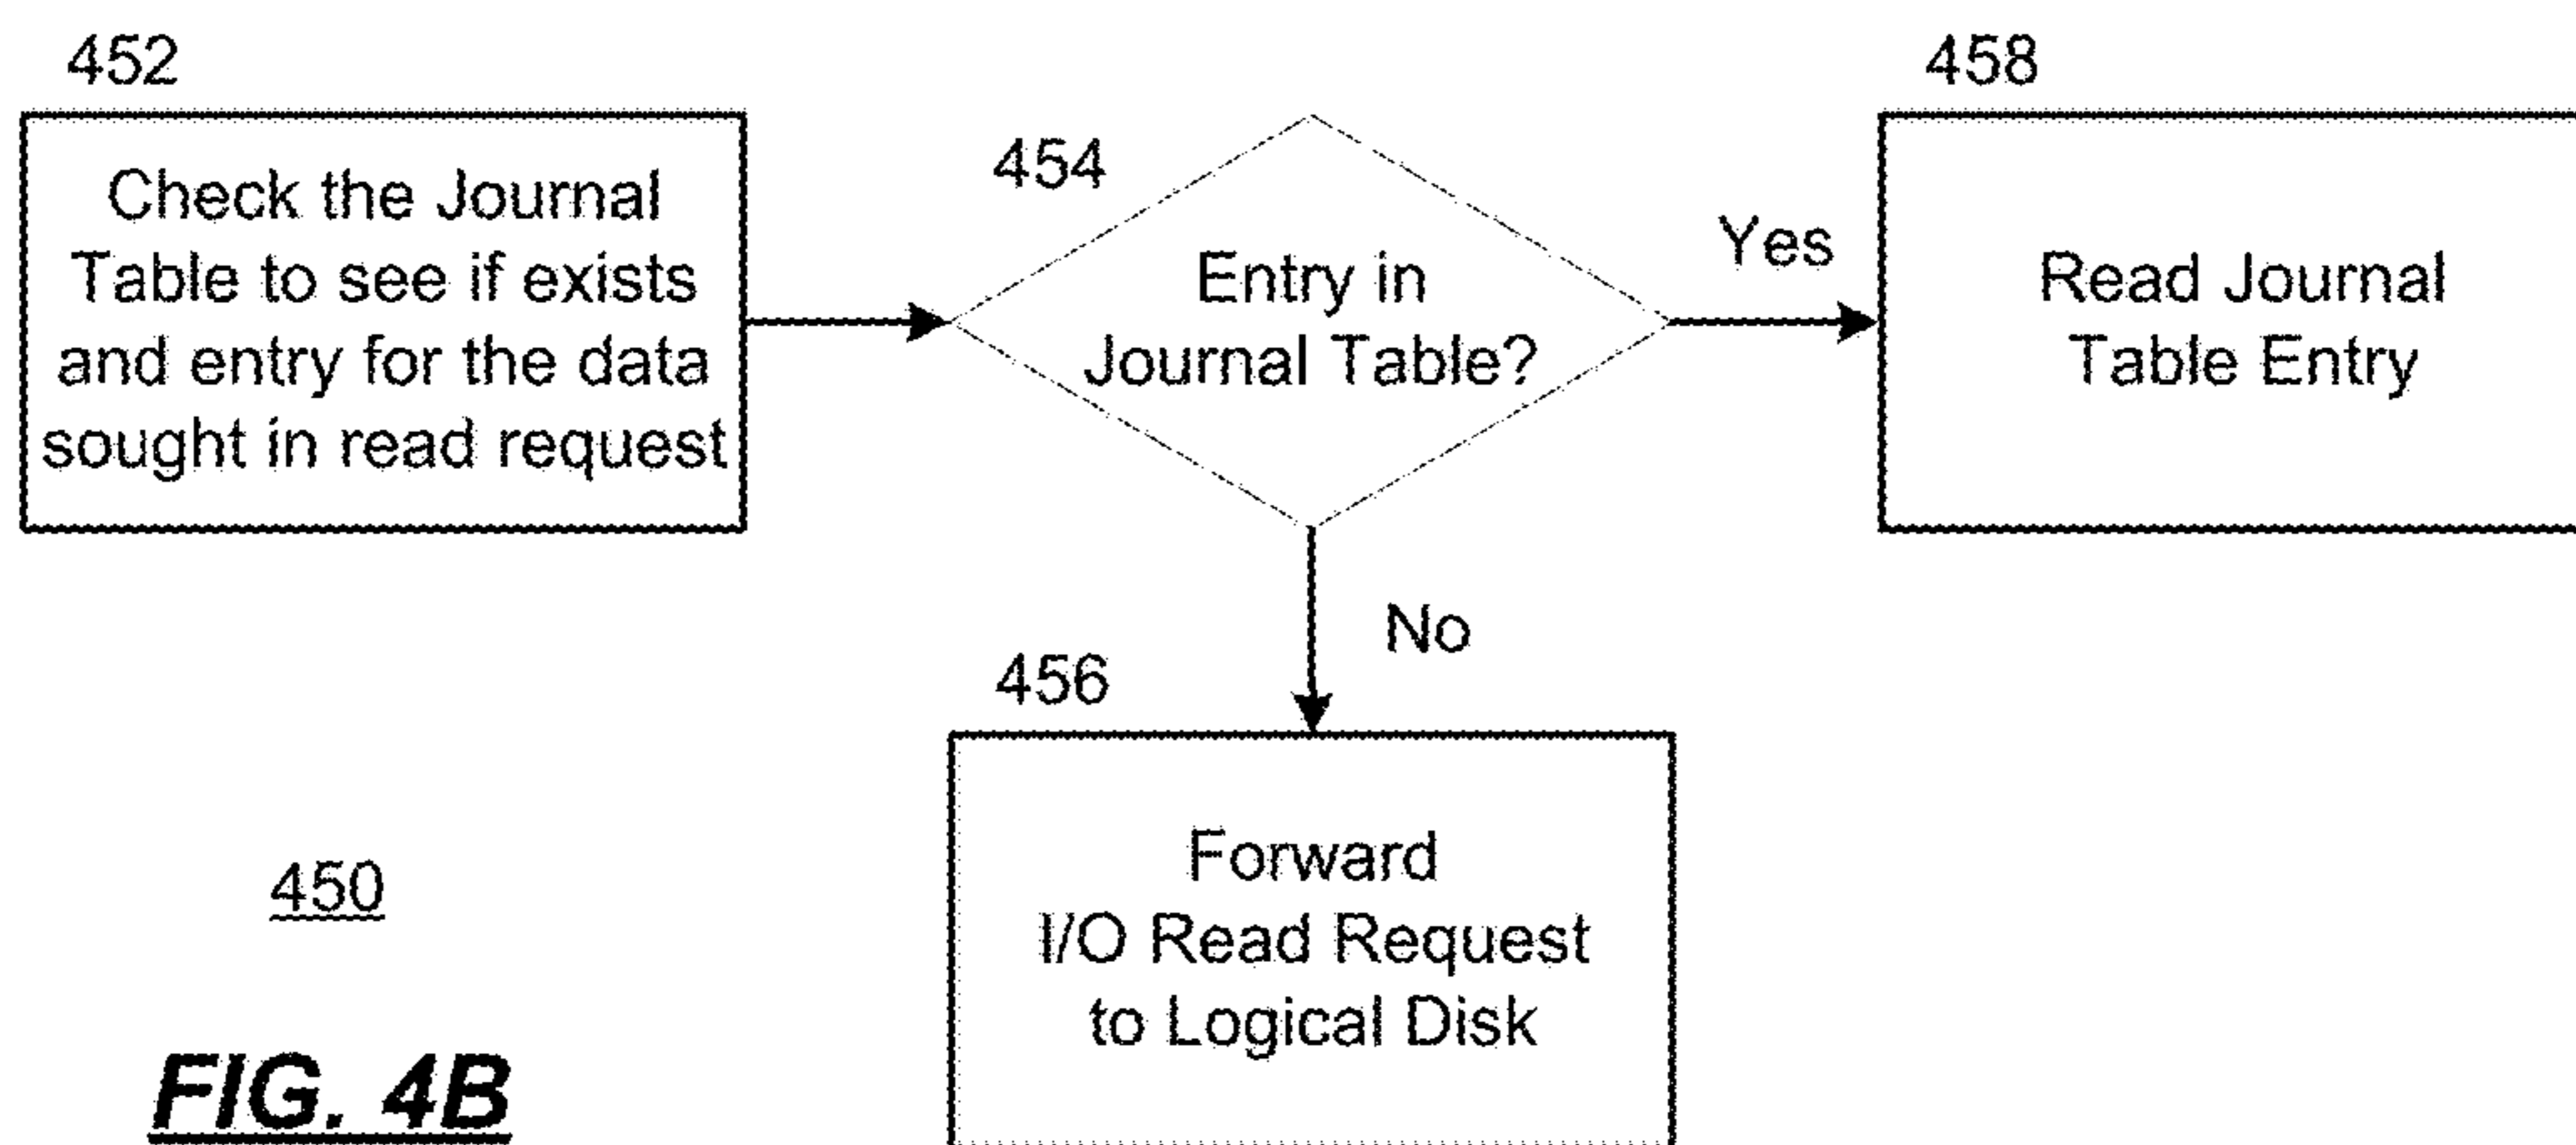 452
Check the Journal
Table to see if exists
and entry for the data
sought in read request
454
Entry in
Journal Table?
Yes
458
Read Journal
Table Entry
No
456
Forward
I/O Read Request
to Logical Disk
450
FIG. 4B